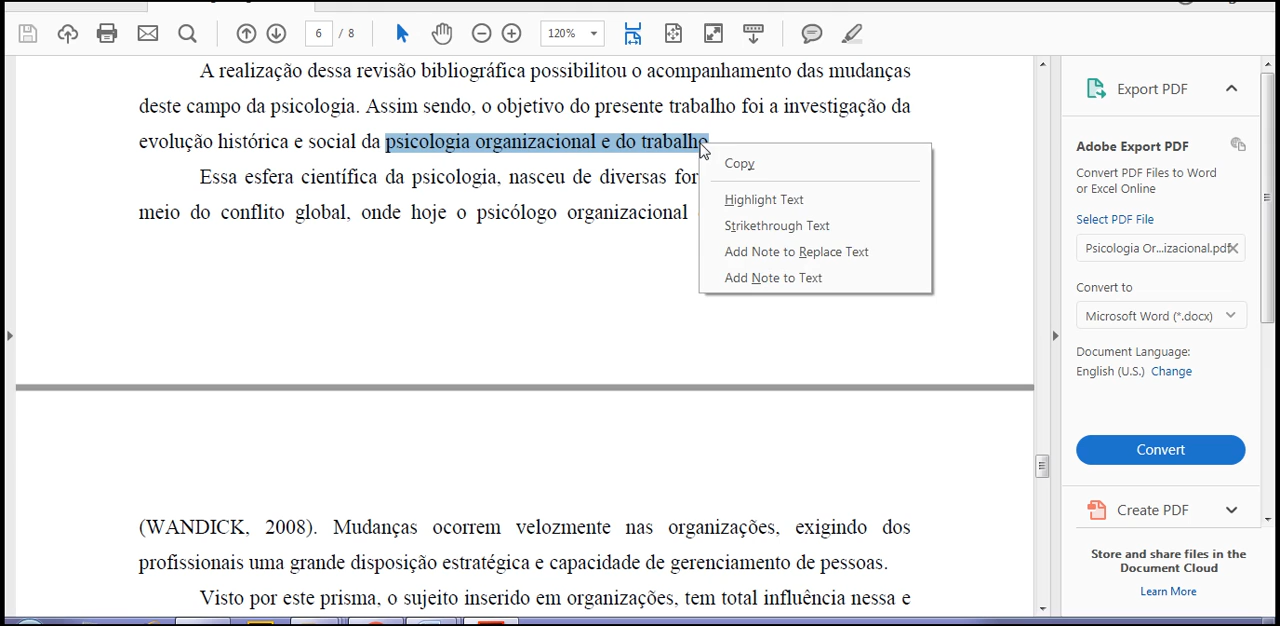 6 / 8
120%
A realização dessa revisão bibliográfica possibilitou o acompanhamento das mudanças
deste campo da psicologia. Assim sendo, o objetivo do presente trabalho foi a investigação da
evolução histórica e social da psicologia organizacional e do trabalho
Essa esfera científica da psicologia, nasceu de diversas for
meio do conflito global, onde hoje o psicólogo organizacional
Copy
Highlight Text
Strikethrough Text
Add Note to Replace Text
Add Note to Text
(WANDICK, 2008). Mudanças ocorrem velozmente nas organizações, exigindo dos
profissionais uma grande disposição estratégica e capacidade de gerenciamento de pessoas.
Visto por este prisma, o sujeito inserido em organizações, tem total influência nessa e
Export PDF
Adobe Export PDF
Convert PDF Files to Word
or Excel Online
Select PDF File
Psicologia Or...izacional.pdf
Convert to
Microsoft Word (*.docx)
Document Language:
English (U.S.) Change
Convert
Create PDF
Store and share files in the
Document Cloud
Learn More